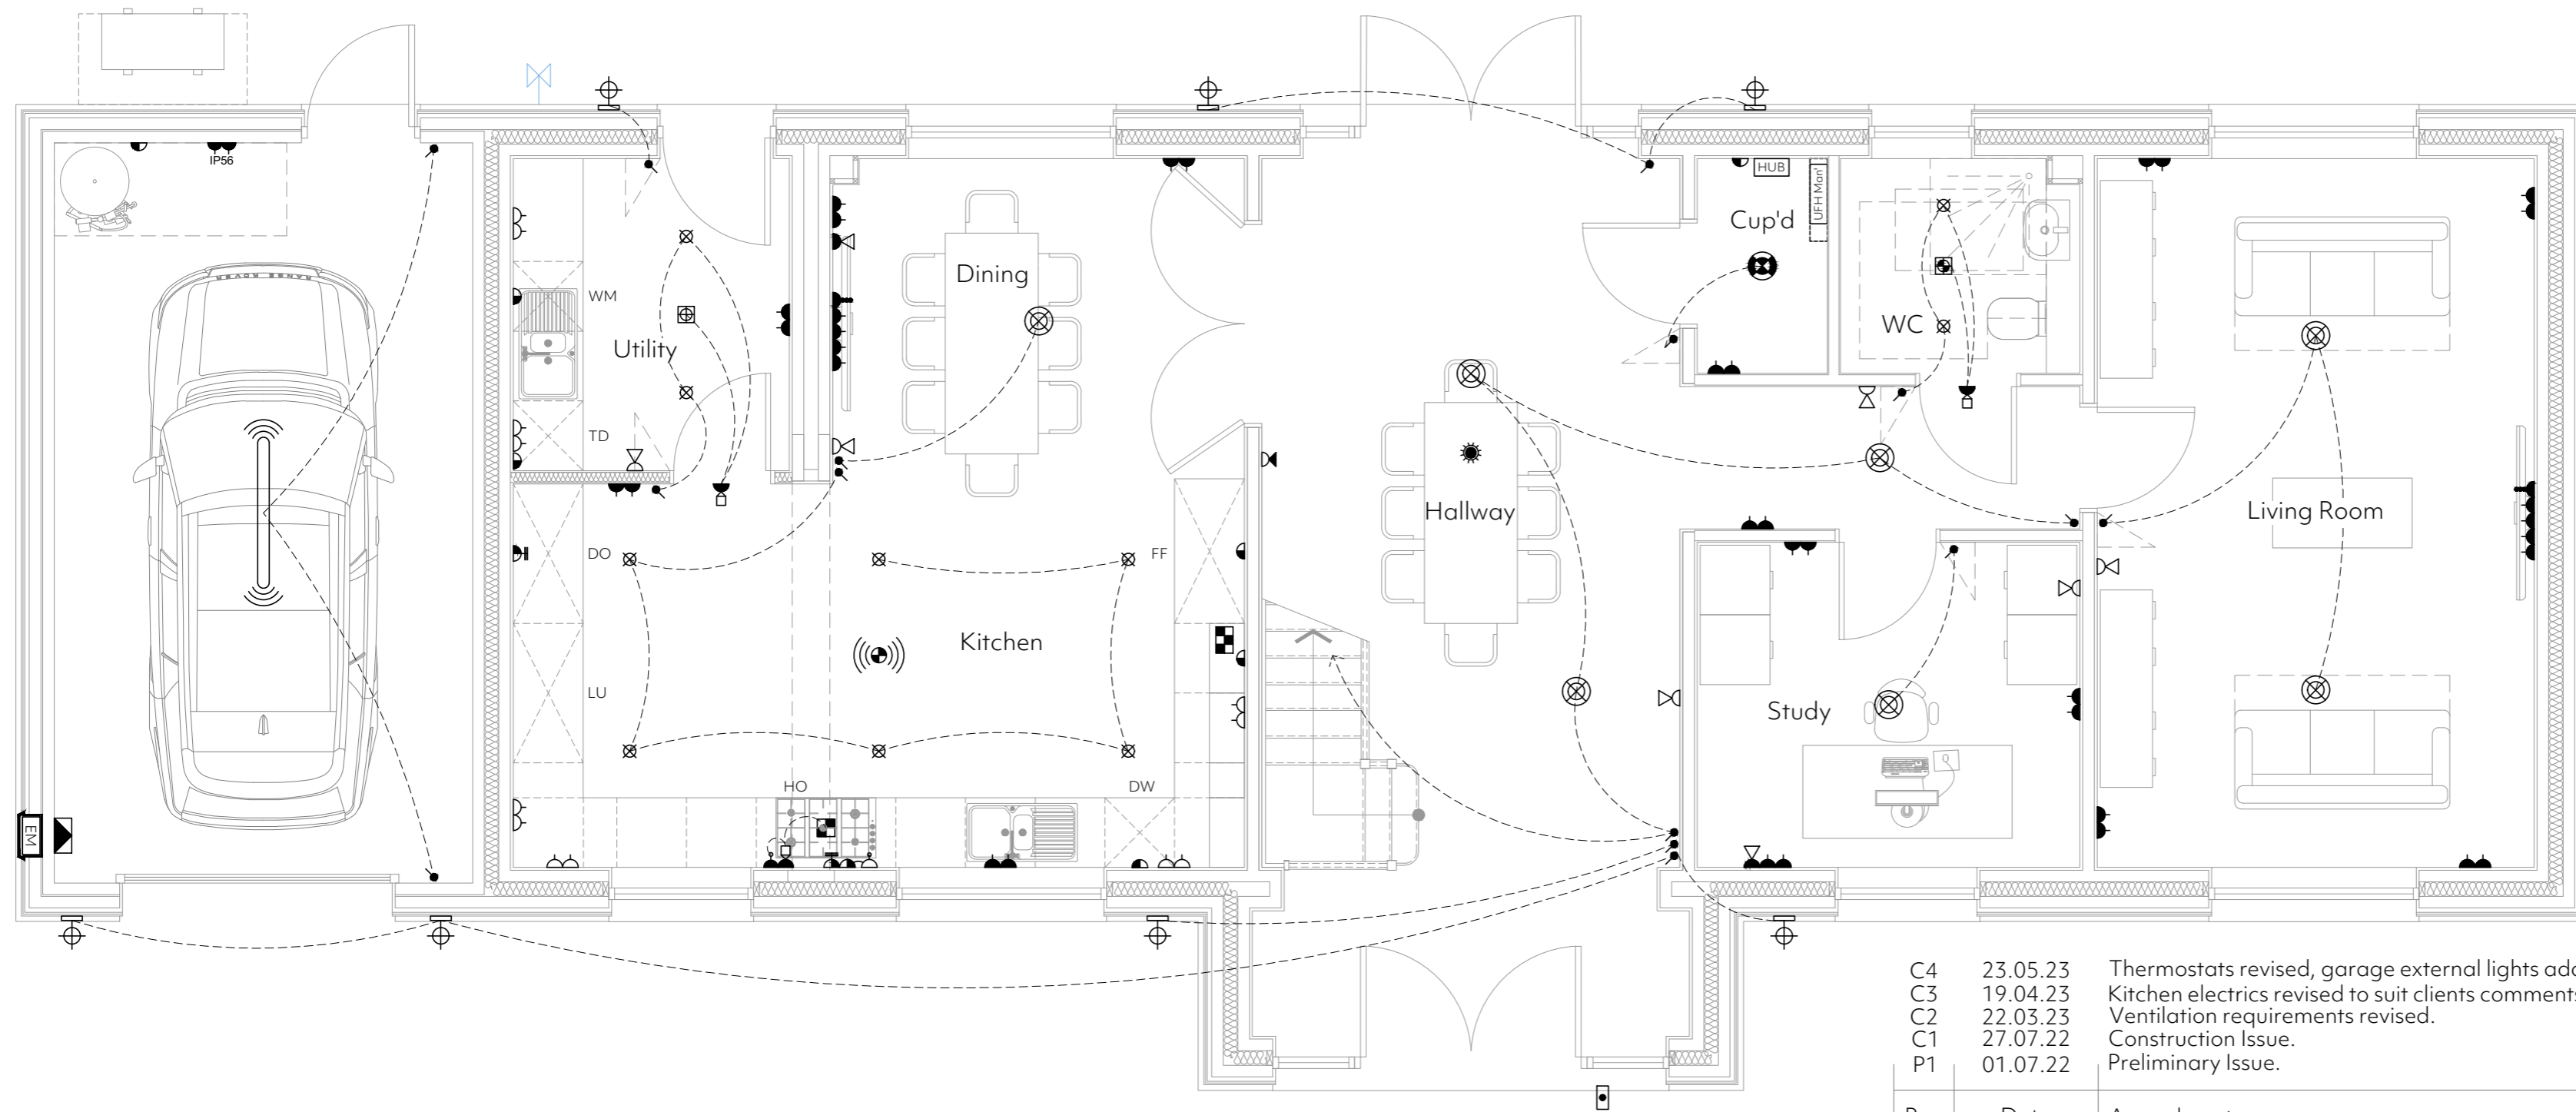 IP56
HUB
UFH Man'
Cup'd
Dining
WM
WC
Utility
TD
Hallway
Living Room
DO
FF
Kitchen
LU
Study
HO
DW
EM
C4 23.05.23 Thermostats revised, garage external lights
C3 19.04.23 Kitchen electrics revised to suit clients
C2 22.03.23 Ventilation requirements revised.
C1 27.07.22 Construction Issue.
P1 01.07.22 Preliminary Issue.